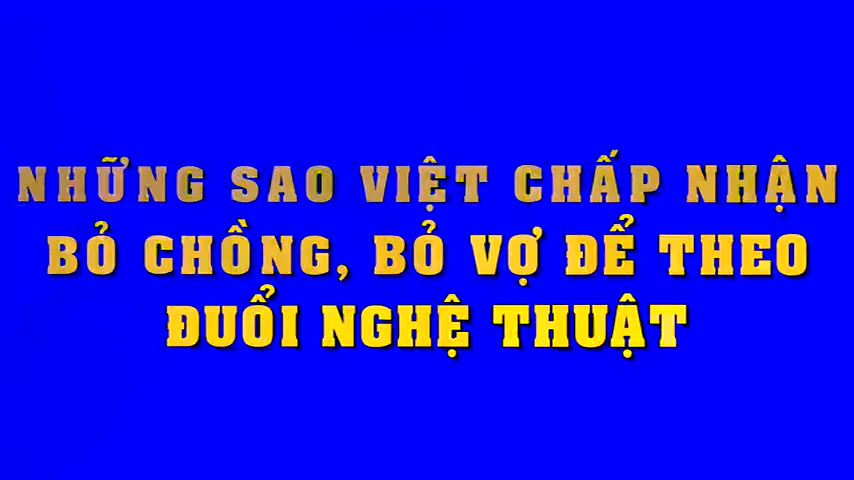 NHỮNG SAO VIỆT CHẤP NHẬN
BỎ CHỒNG, BỎ VỢ ĐỂ THEO
ĐUỔI NGHỆ THUẬT